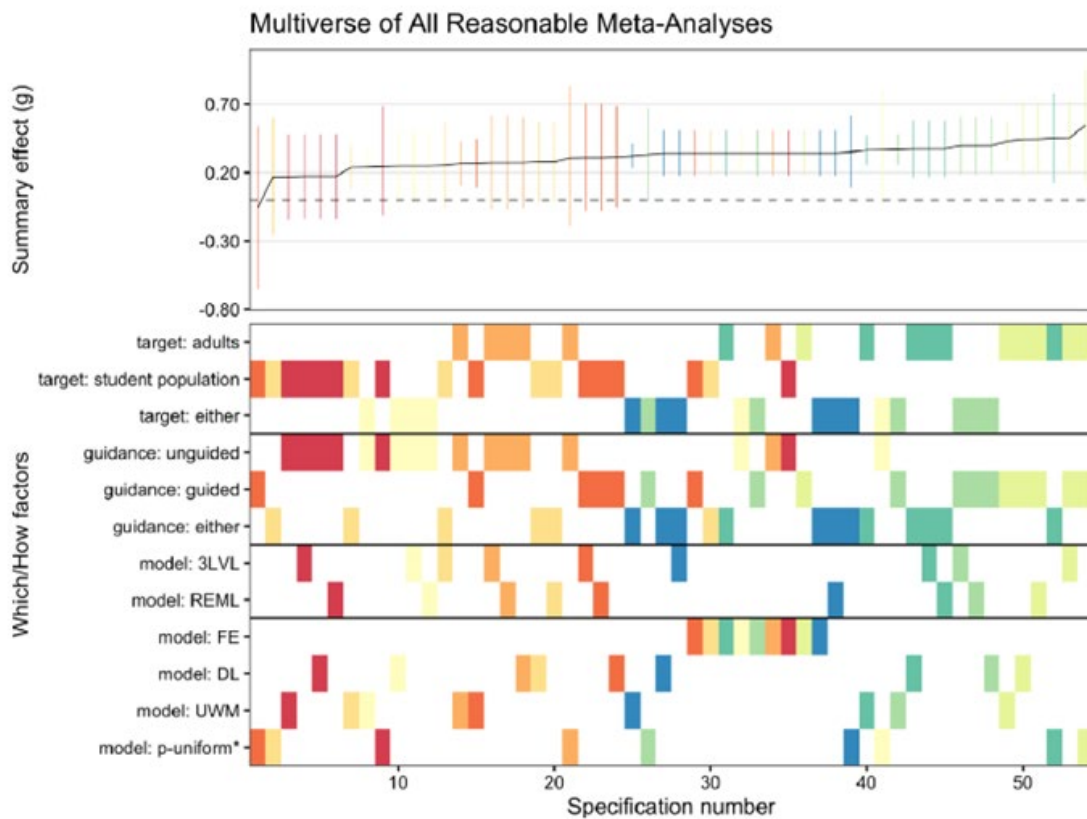 Multiverse of All Reasonable Meta-Analyses
Summary effect (g)
0.70
0.20
-0.30
-0.80
Which/How factors
target: adults
target: student population
target: either
guidance: unguided
guidance: guided
guidance: either
model: 3LVL
model: REML
model: FE
model: DL
model: UWM
model: p-uniform*
10 20 30 40 50
Specification number